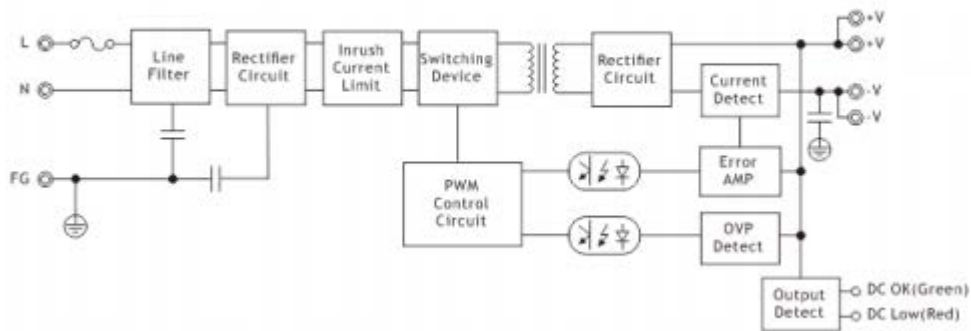 +V
L
+V
Line
Filter
Rectifier
Circuit
Inrush
Current
Limit
Switching
Device
Rectifier
Circuit
Current
Detect
N
-V
-V
FG
PWM
Control
Circuit
Error
AMP
OVP
Detect
Output
Detect
DC OK(Green)
DC Low(Red)